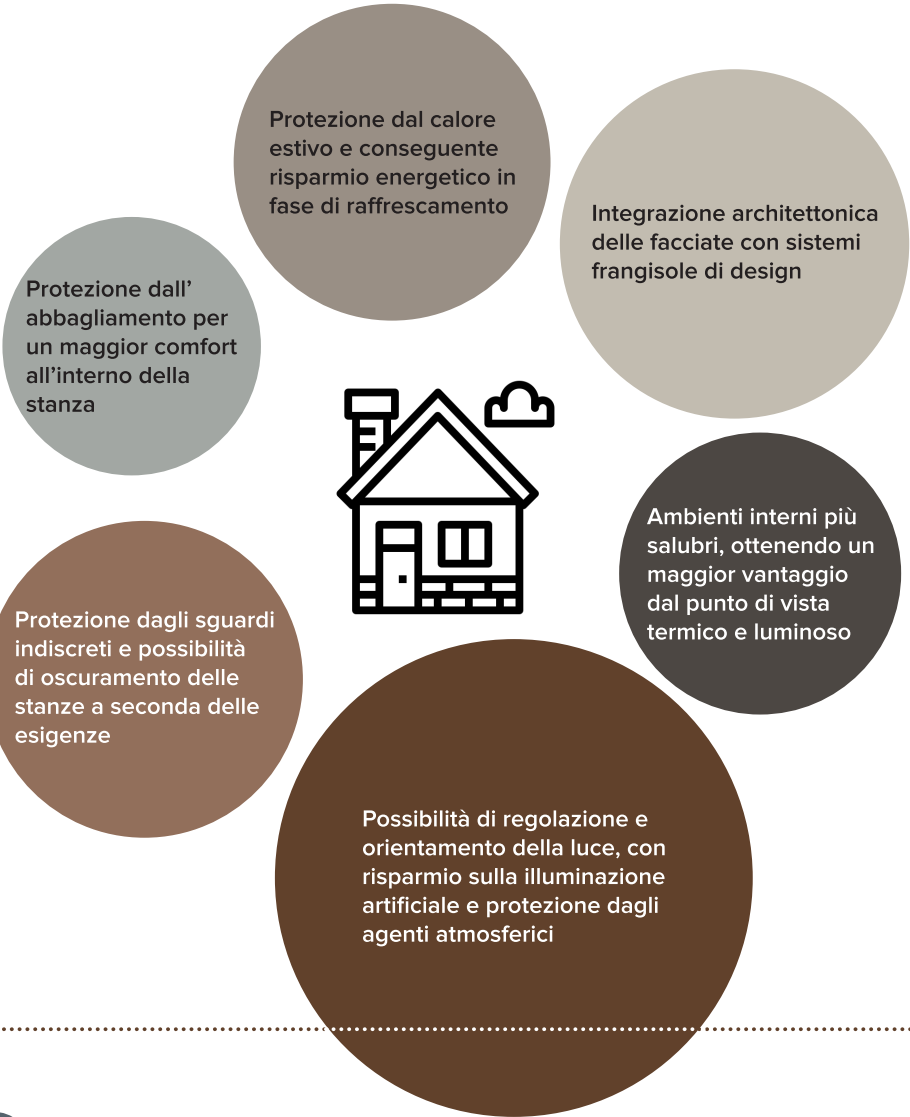 Protezione dal calore
estivo e conseguente
risparmio energetico in
fase di raffrescamento
Integrazione architettonica
delle facciate con sistemi
frangisole di design
Protezione dall’
abbagliamento per
un maggior comfort
all’interno della
stanza
Ambienti interni più
salubri, ottenendo un
maggior vantaggio
dal punto di vista
termico e luminoso
Protezione dagli sguardi
indiscreti e possibilità
di oscuramento delle
stanze a seconda delle
esigenze
Possibilità di regolazione e
orientamento della luce, con
risparmio sulla illuminazione
artificiale e protezione dagli
agenti atmosferici